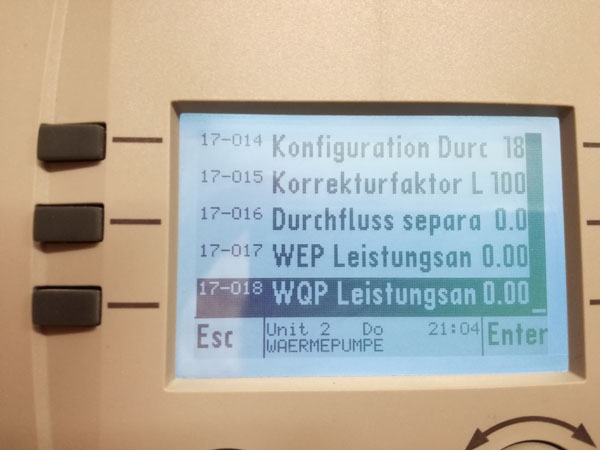 17-014 Konfiguration Durc 18
17-015 Korrekturfaktor L 100
17-016 Durchfluss separa 0.0
17-017 WEP Leistungsan 0.00
17-018 WQP Leistungsan 0.00
Esc Unit 2 Do 21:04 Enter
WAERMEPUMPE